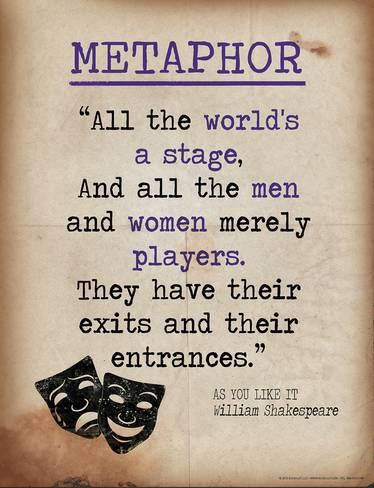 METAPHOR
“All the world's
a stage,
And all the men
and women merely
players.
They have their
exits and their
entrances.”
AS YOU LIKE IT
William Shakespeare